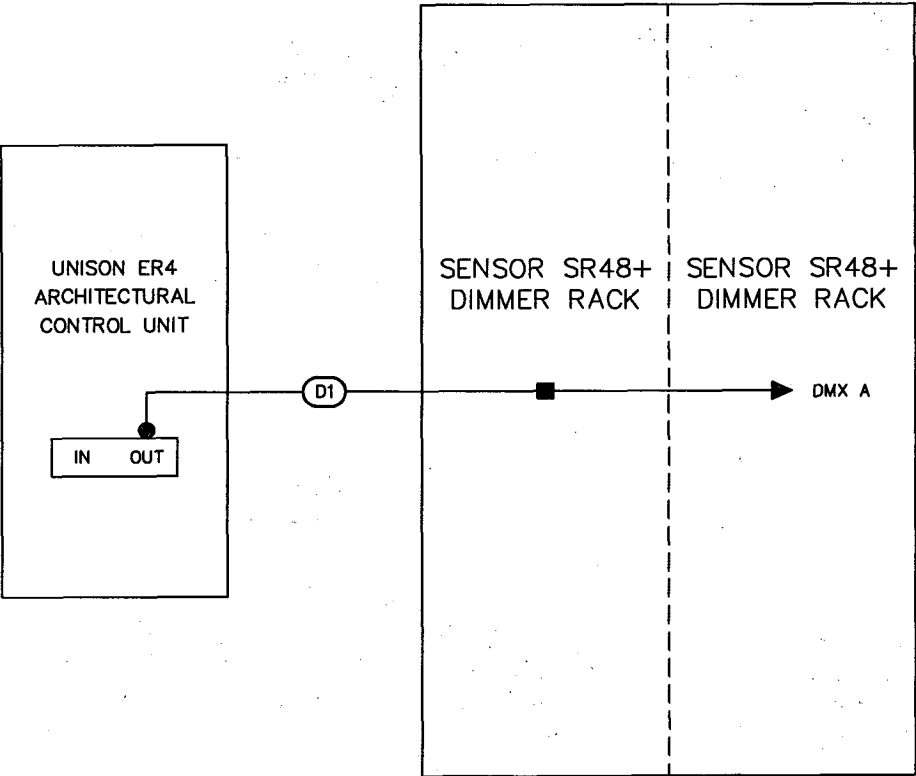 UNISON ER4
ARCHITECTURAL
CONTROL UNIT
IN OUT
D1
SENSOR SR48+
DIMMER RACK
SENSOR SR48+
DIMMER RACK
DMX A